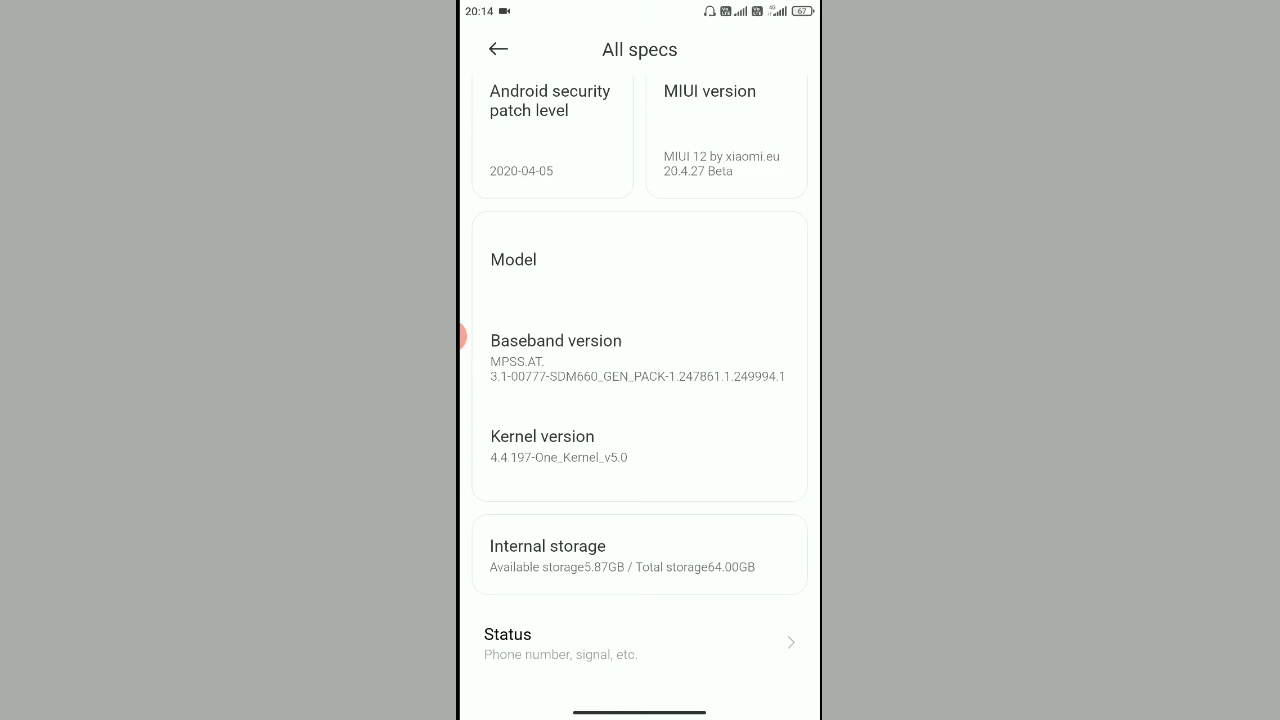 20:14
4G
67
All specs
Android security
patch level
MIUI version
2020-04-05
MIUI 12 by xiaomi.eu
20.4.27 Beta
Model
Baseband version
MPSS.AT.
3.1-00777-SDM660_GEN_PACK-1.247861.1.249994.1
Kernel version
4.4.197-One_Kernel_v5.0
Internal storage
Available storage5.87GB / Total storage64.00GB
Status
Phone number, signal, etc.